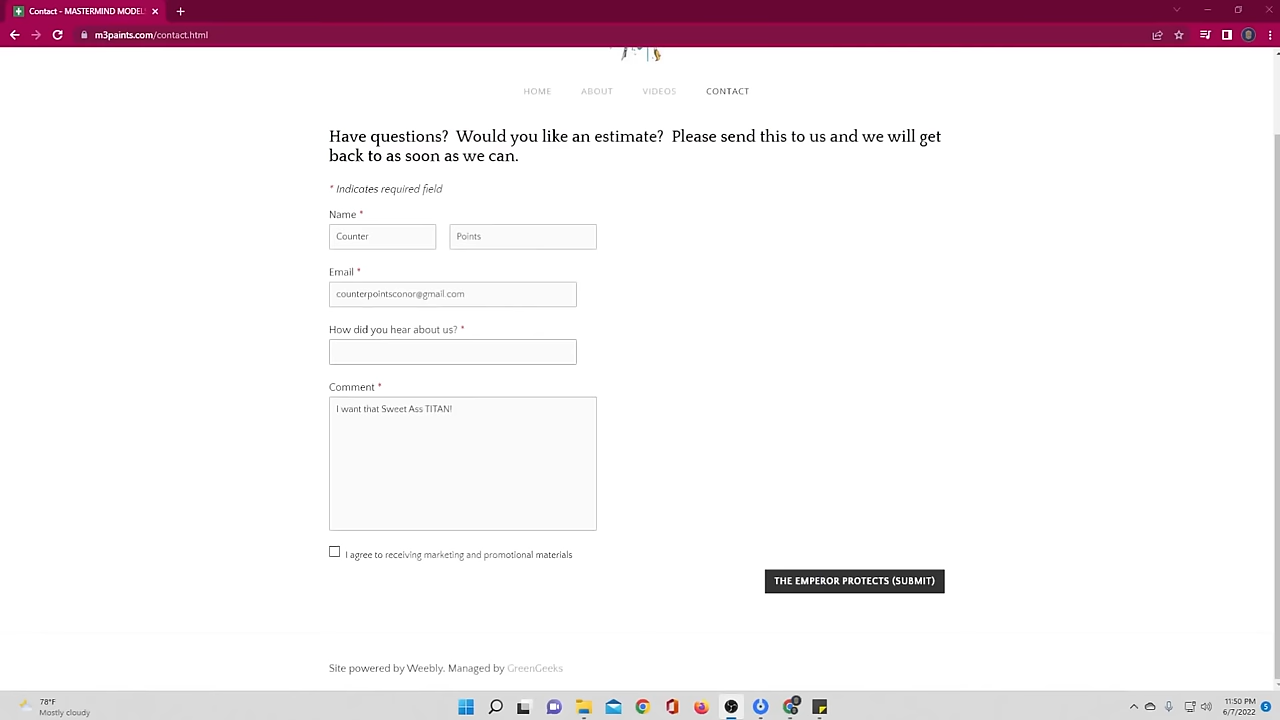 Contact - MASTERMIND MODEL
m3paints.com/contact.html
HOME ABOUT VIDEOS CONTACT
Have questions? Would you like an estimate? Please send this to us and we will get
back to as soon as we can.
* Indicates required field
Name *
Counter Points
Email *
counterpointsconor@gmail.com
How did you hear about us? *
Comment *
I want that Sweet Ass TITAN!
I agree to receiving marketing and promotional materials
THE EMPEROR PROTECTS (SUBMIT)
Site powered by Weebly. Managed by GreenGeeks
78°F
Mostly cloudy
11:50 PM
6/7/2022
5